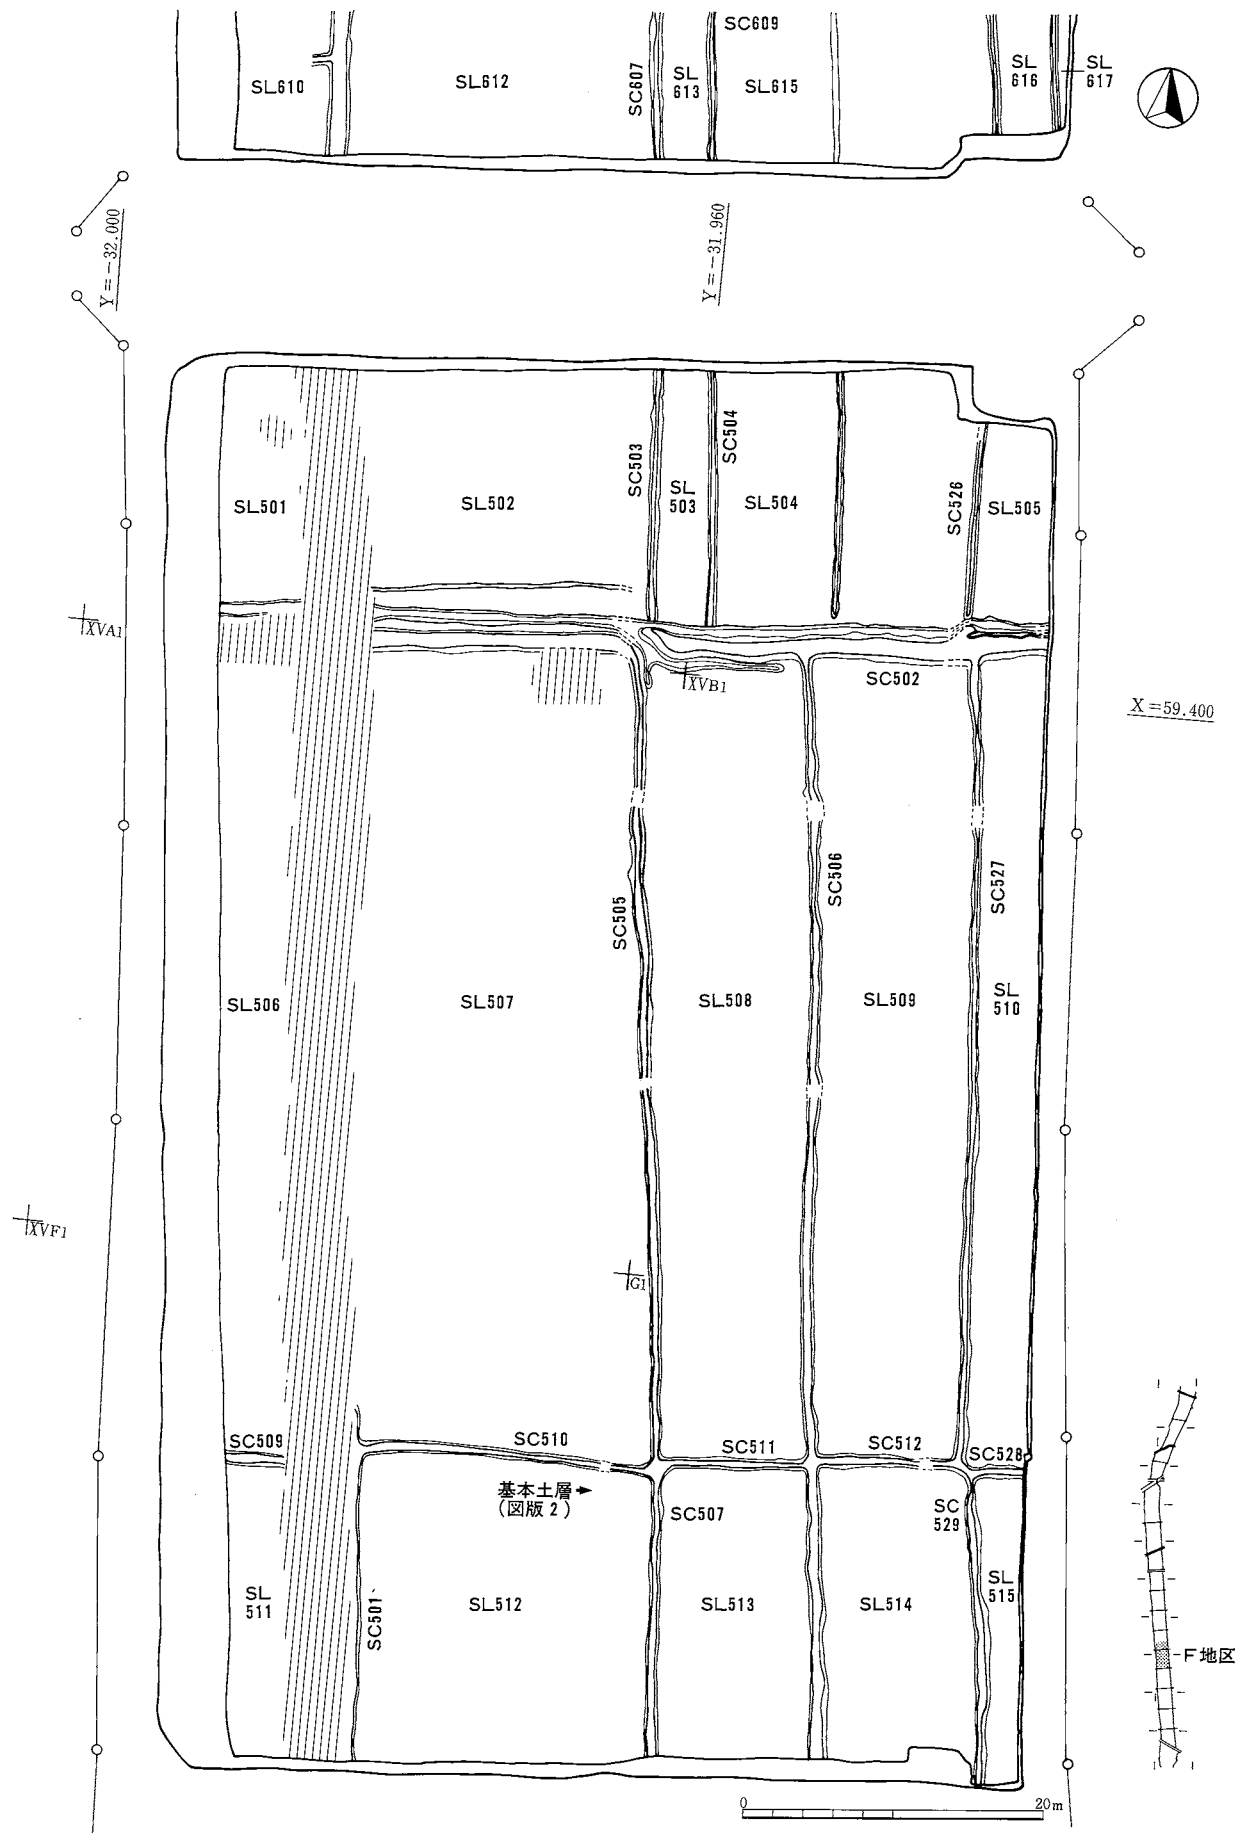 SC609
SL610
SL612
SC607
SL
613
SL615
SL
616
SL
617
Y=-32.000
Y=-31.960
SL501
SL502
SC503
SL
503
SC504
SL504
SC526
SL505
XVA1
XVB1
SC502
X=59.400
SC505
SC506
SC527
SL506
SL507
SL508
SL509
SL
510
XVF1
G1
SC509
SC510
SC511
SC512
SC528
基本土層→
(図版2)
SC507
SC
529
SL
511
SC501
SL512
SL513
SL514
SL
515
F地区
0 20m